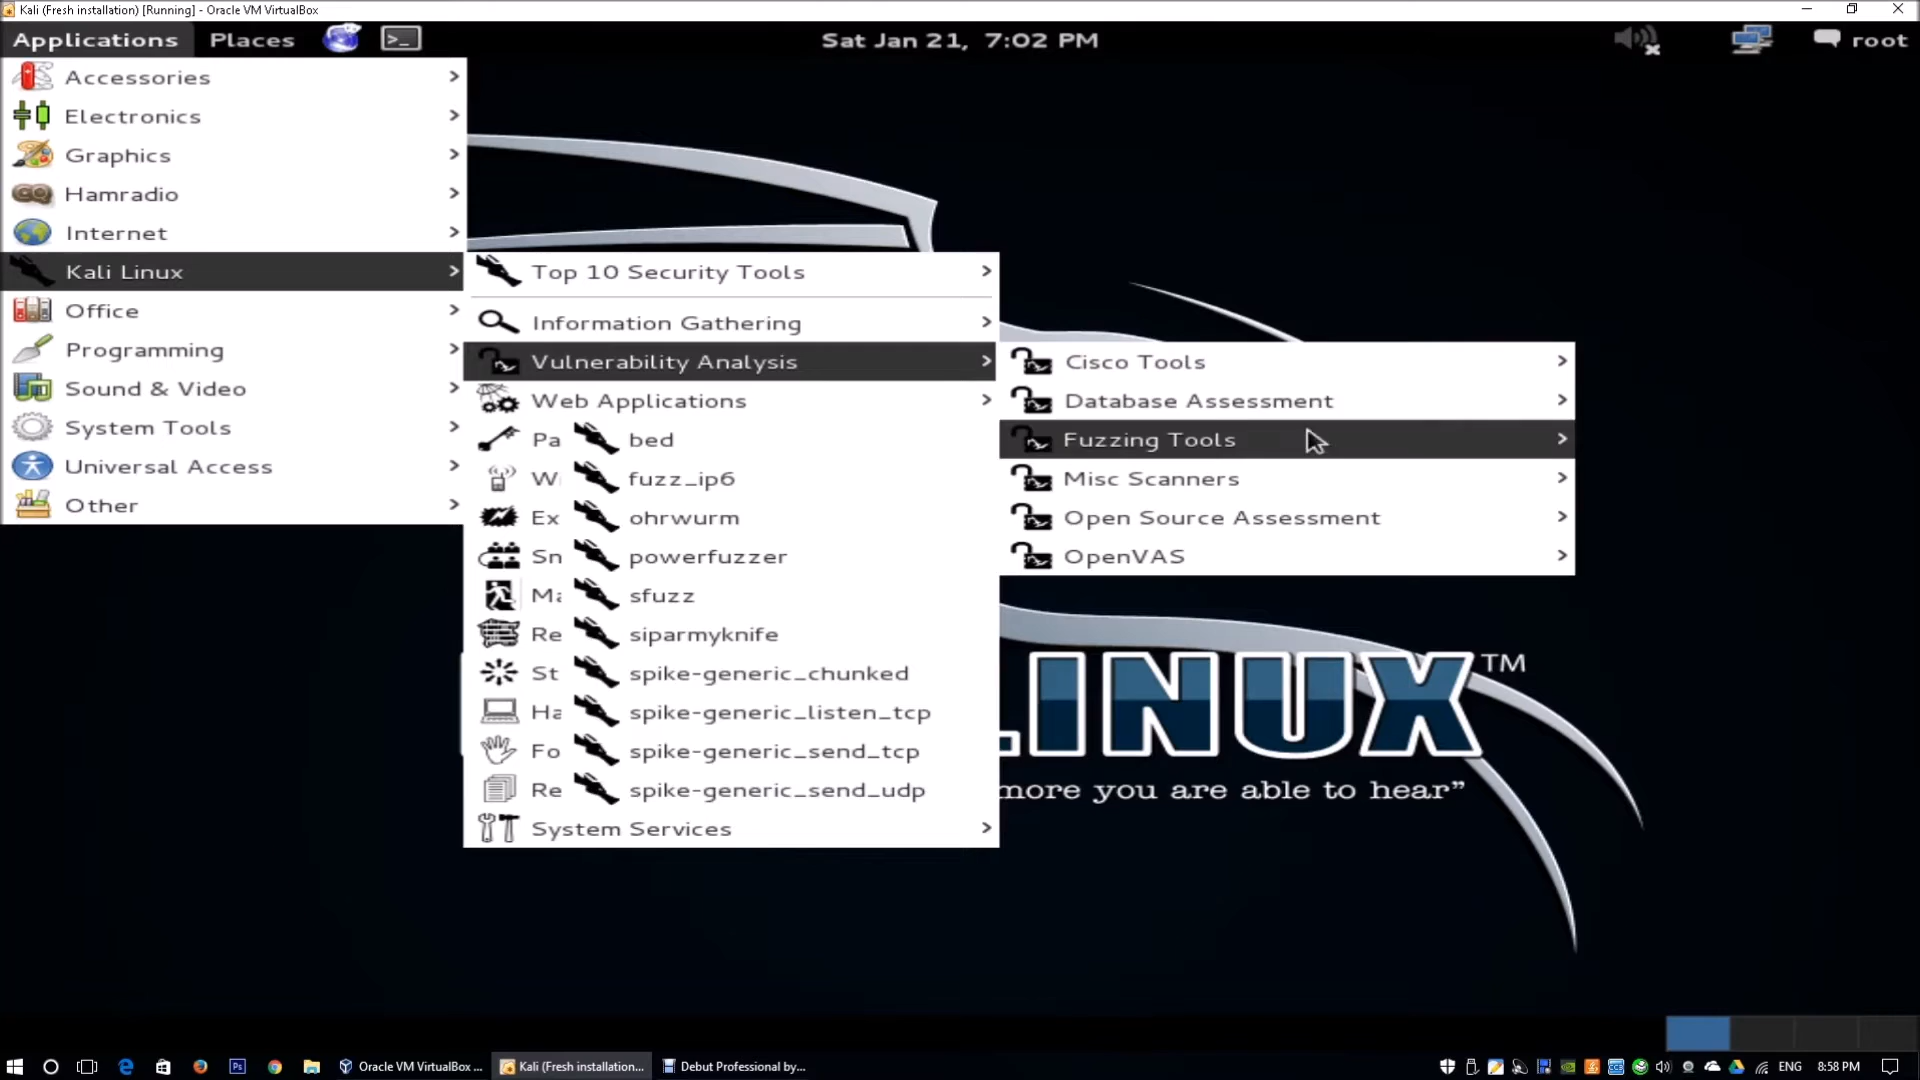 Kali (Fresh installation) [Running] - Oracle VM VirtualBox
Applications Places Sat Jan 21, 7:02 PM root
Accessories
Electronics
Graphics
Hamradio
Internet
Kali Linux
Office
Programming
Sound & Video
System Tools
Universal Access
Other
Top 10 Security Tools
Information Gathering
Vulnerability Analysis
Web Applications
Pa
W
Ex
Sn
Ma
Re
St
Ha
Fo
Re
System Services
bed
fuzz_ip6
ohrwurm
powerfuzzer
sfuzz
siparmyknife
spike-generic_chunked
spike-generic_listen_tcp
spike-generic_send_tcp
spike-generic_send_udp
Cisco Tools
Database Assessment
Fuzzing Tools
Misc Scanners
Open Source Assessment
OpenVAS
LINUX™
more you are able to hear”
Oracle VM VirtualBox ... Kali (Fresh installation... Debut Professional by... ENG 8:58 PM